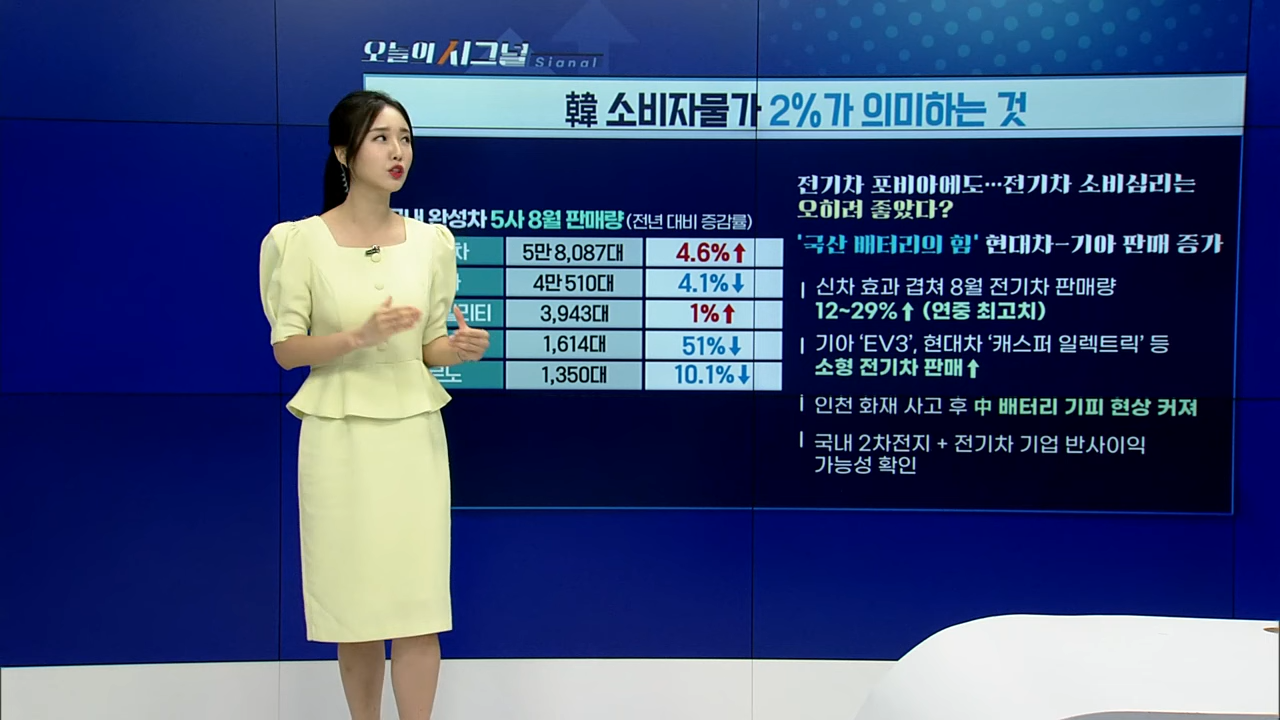 오늘의 시그널 Signal
韓 소비자물가 2%가 의미하는 것
완성차 5사 8월 판매량 (전년 대비 증감률)
차 5만 8,087대 4.6%⬆
4만 510대 4.1%⬇
리티 3,943대 1%⬆
1,614대 51%⬇
르노 1,350대 10.1%⬇
전기차 포비아에도…전기차 소비심리는
오히려 좋았다?
'국산 배터리의 힘' 현대차-기아 판매 증가
신차 효과 겹쳐 8월 전기차 판매량
12~29%⬆ (연중 최고치)
기아 'EV3', 현대차 '캐스퍼 일렉트릭' 등
소형 전기차 판매⬆
인천 화재 사고 후 中 배터리 기피 현상 커져
국내 2차전지 + 전기차 기업 반사이익
가능성 확인